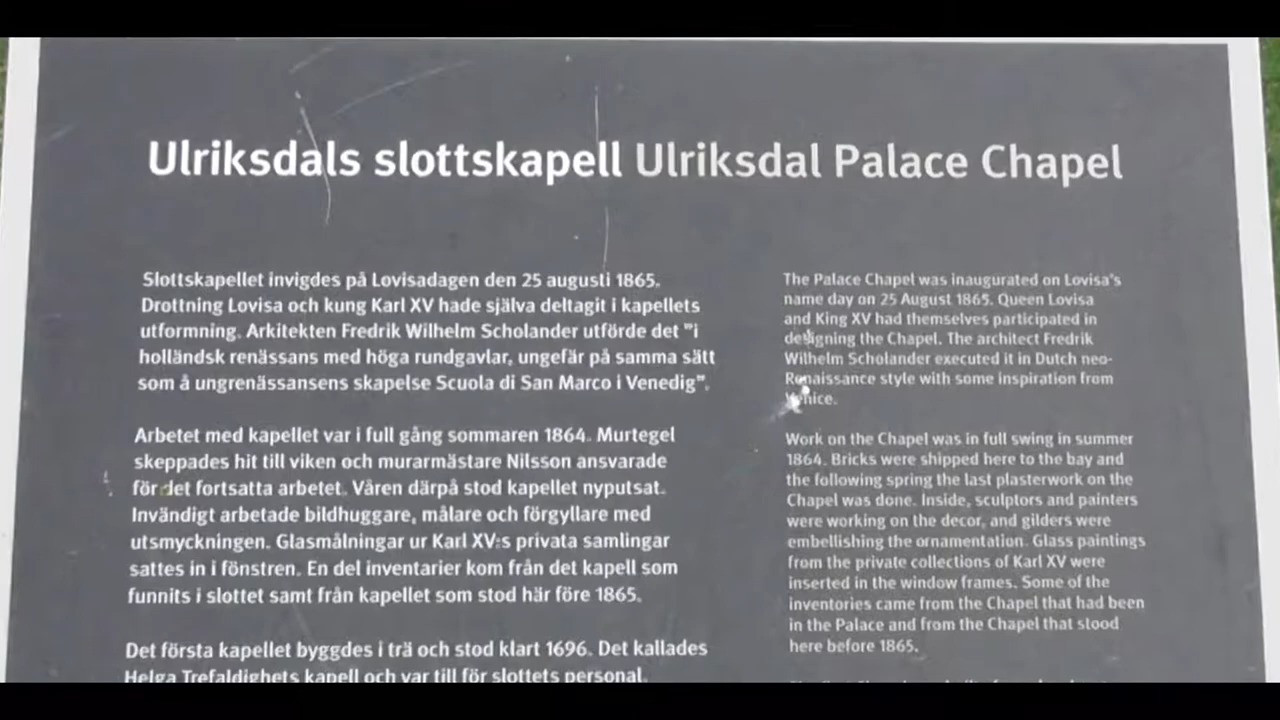 Ulriksdals slottskapell Ulriksdal Palace Chapel
Slottskapellet invigdes på Lovisadagen den 25 augusti 1865.
Drottning Lovisa och kung Karl XV hade själva deltagit i kapellets
utformning. Arkitekten Fredrik Wilhelm Scholander utförde det "i
holländsk renässans med höga rundgavlar, ungefär på samma sätt
som å ungrenässansens skapelse Scuola di San Marco i Venedig".
Arbetet med kapellet var i full gång sommaren 1864. Murtegel
skeppades hit till viken och murarmästare Nilsson ansvarade
för det fortsatta arbetet. Våren därpå stod kapellet nyputsat.
Invändigt arbetade bildhuggare, målare och förgyllare med
utsmyckningen. Glasmålningar ur Karl XV:s privata samlingar
sattes in i fönstren. En del inventarier kom från det kapell som
funnits i slottet samt från kapellet som stod här före 1865.
Det första kapellet byggdes i trä och stod klart 1696. Det kallades
Helga Trefaldighets kapell och var till för slottets personal.
The Palace Chapel was inaugurated on Lovisa's
name day on 25 August 1865. Queen Lovisa
and King XV had themselves participated in
designing the Chapel. The architect Fredrik
Wilhelm Scholander executed it in Dutch neo-
Renaissance style with some inspiration from
Venice.
Work on the Chapel was in full swing in summer
1864. Bricks were shipped here to the bay and
the following spring the last plasterwork on the
Chapel was done. Inside, sculptors and painters
were working on the decor, and gilders were
embellishing the ornamentation. Glass paintings
from the private collections of Karl XV were
inserted in the window frames. Some of the
inventories came from the Chapel that had been
in the Palace and from the Chapel that stood
here before 1865.